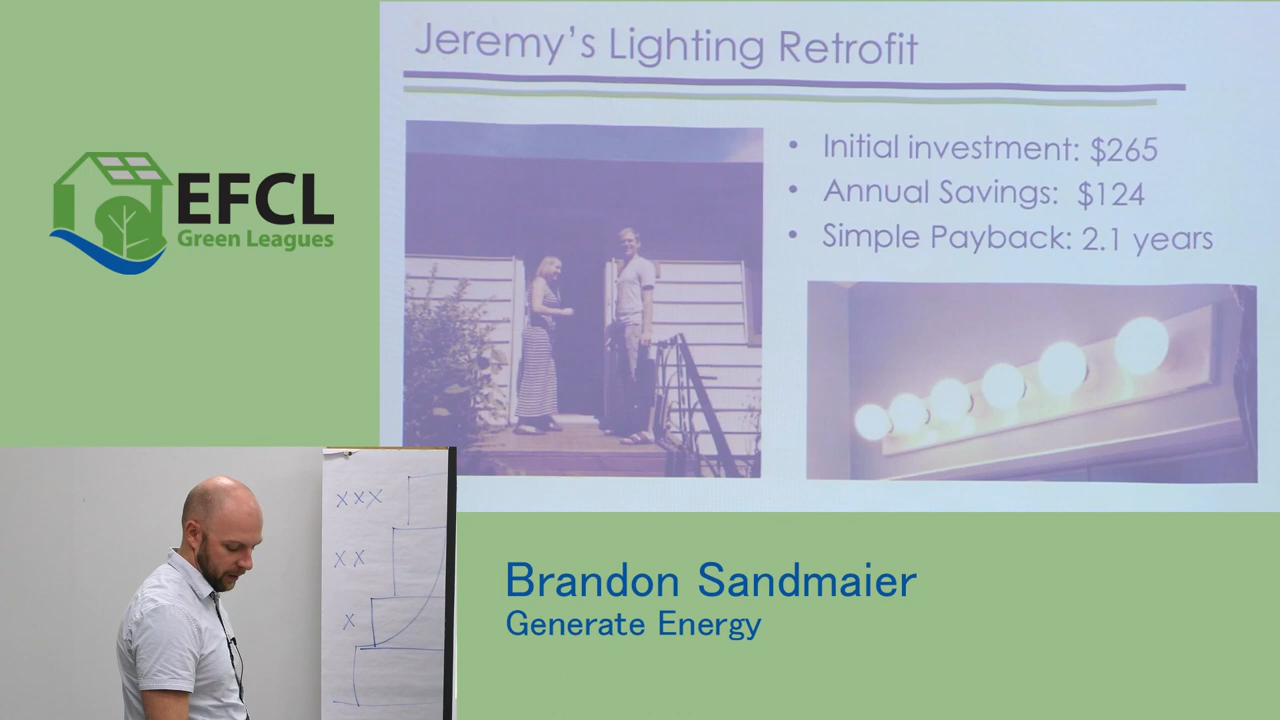 Jeremy's Lighting Retrofit
EFCL
Green Leagues
• Initial investment: $265
• Annual Savings: $124
• Simple Payback: 2.1 years
XXX
XX
X
Brandon Sandmaier
Generate Energy